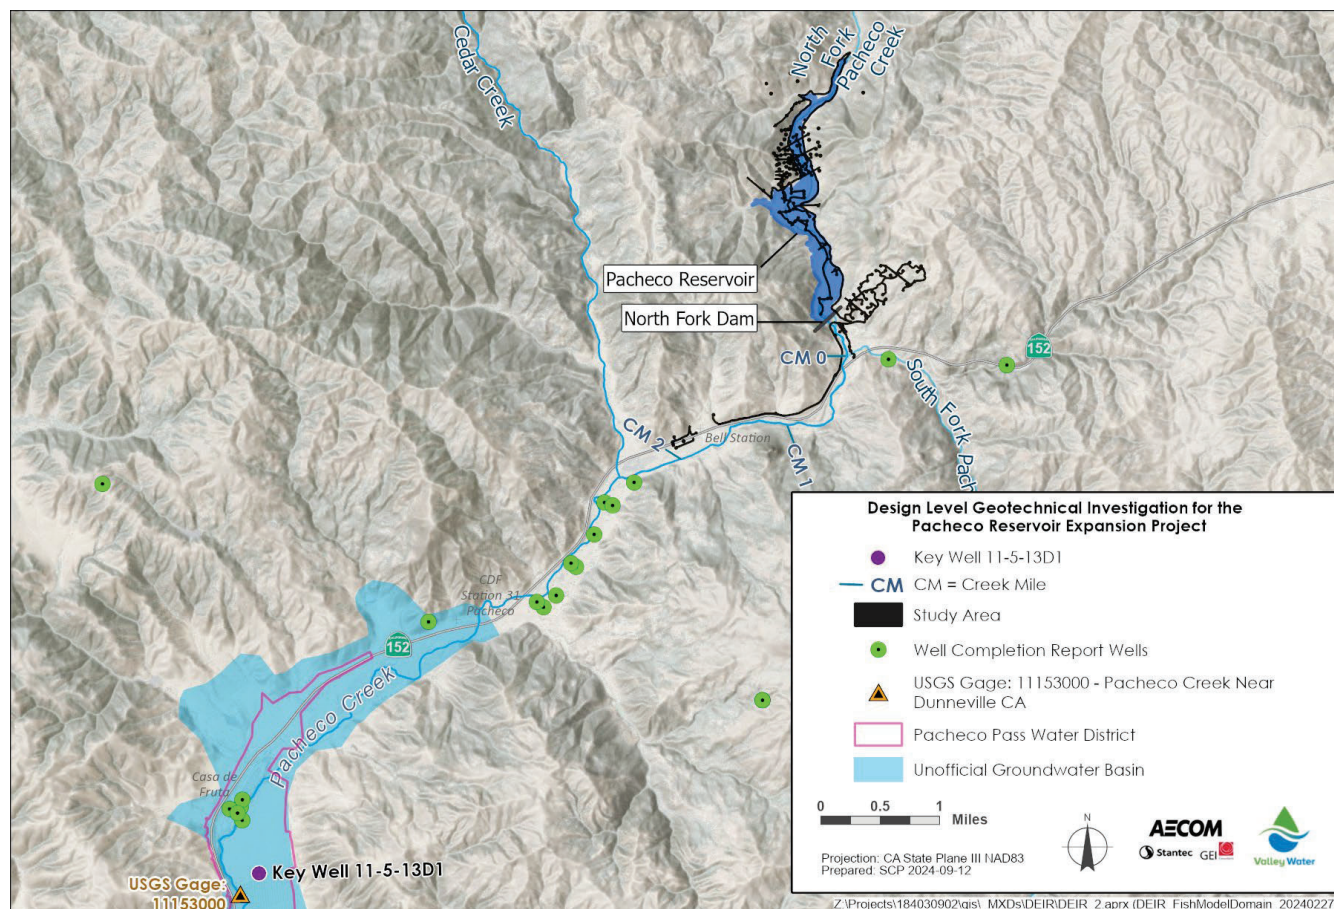 Cedar Creek
North
Fork
Pacheco
Creek
Pacheco Reservoir
North Fork Dam
CM 0
152
South Fork Pach
CM 2
Bell Station
CM 1
CDF
Station 31
Pacheco
152
Pacheco Creek
Casa de
Fruta
Key Well 11-5-13D1
USGS Gage:
11153000
Design Level Geotechnical Investigation for the
Pacheco Reservoir Expansion Project
Key Well 11-5-13D1
CM CM = Creek Mile
Study Area
Well Completion Report Wells
USGS Gage: 11153000 - Pacheco Creek Near
Dunneville CA
Pacheco Pass Water District
Unofficial Groundwater Basin
0 0.5 1
Miles
N
AECOM
Stantec GEI
Valley Water
Projection: CA State Plane III NAD83
Prepared: SCP 2024-09-12
Z:\Projects\184030902\gis\_MXDs\DEIR\DEIR_2.aprx (DEIR_FishModelDomain_20240227